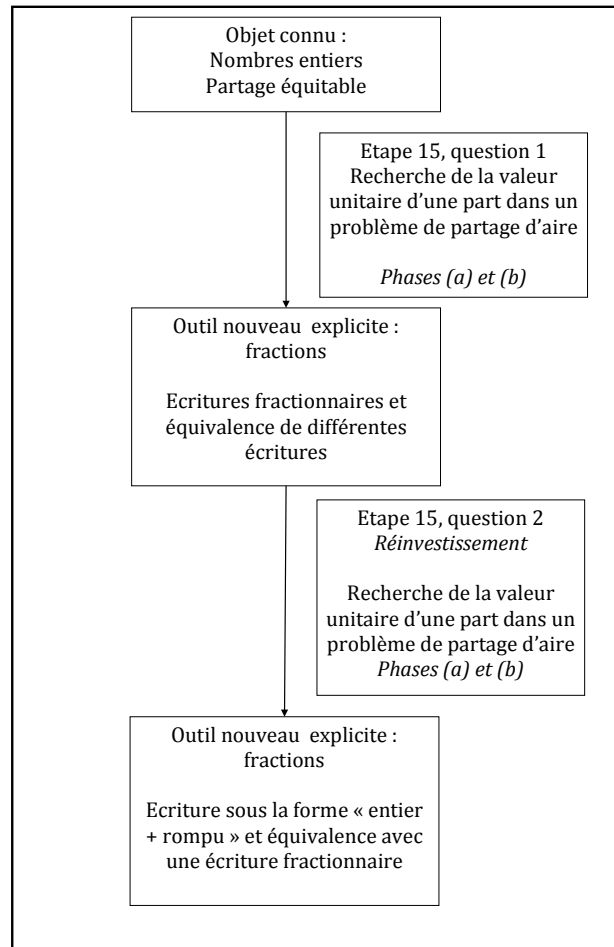 Objet connu :
Nombres entiers
Partage équitable
Etape 15, question 1
Recherche de la valeur
unitaire d’une part dans un
problème de partage d’aire
Phases (a) et (b)
Outil nouveau explicite :
fractions
Ecritures fractionnaires et
équivalence de différentes
écritures
Etape 15, question 2
Réinvestissement
Recherche de la valeur
unitaire d’une part dans un
problème de partage d’aire
Phases (a) et (b)
Outil nouveau explicite :
fractions
Ecriture sous la forme « entier
+ rompu » et équivalence avec
une écriture fractionnaire